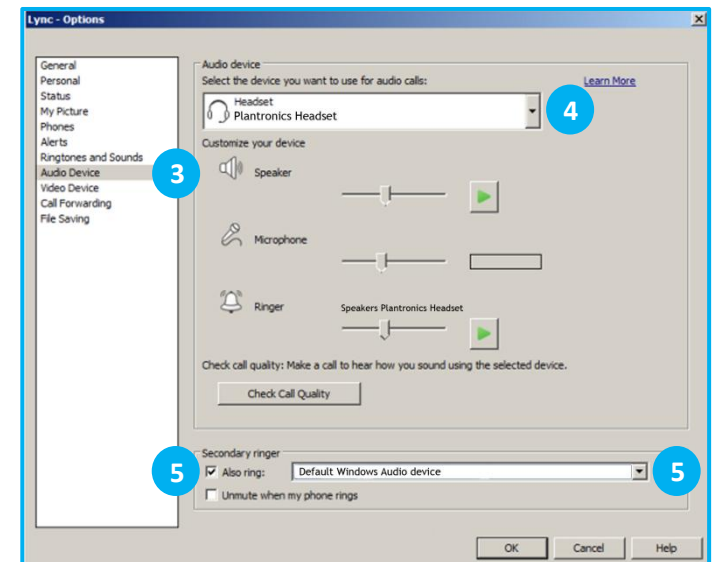 Lync - Options
General
Personal
Status
My Picture
Phones
Alerts
Ringtones and Sounds
Audio Device
Video Device
Call Forwarding
File Saving
3
Audio device
Select the device you want to use for audio calls:
Learn More
Headset
Plantronics Headset
4
Customize your device
Speaker
Microphone
Ringer
Speakers Plantronics Headset
Check call quality: Make a call to hear how you sound using the selected device.
Check Call Quality
Secondary ringer
5
Also ring:
Default Windows Audio device
5
Unmute when my phone rings
OK
Cancel
Help